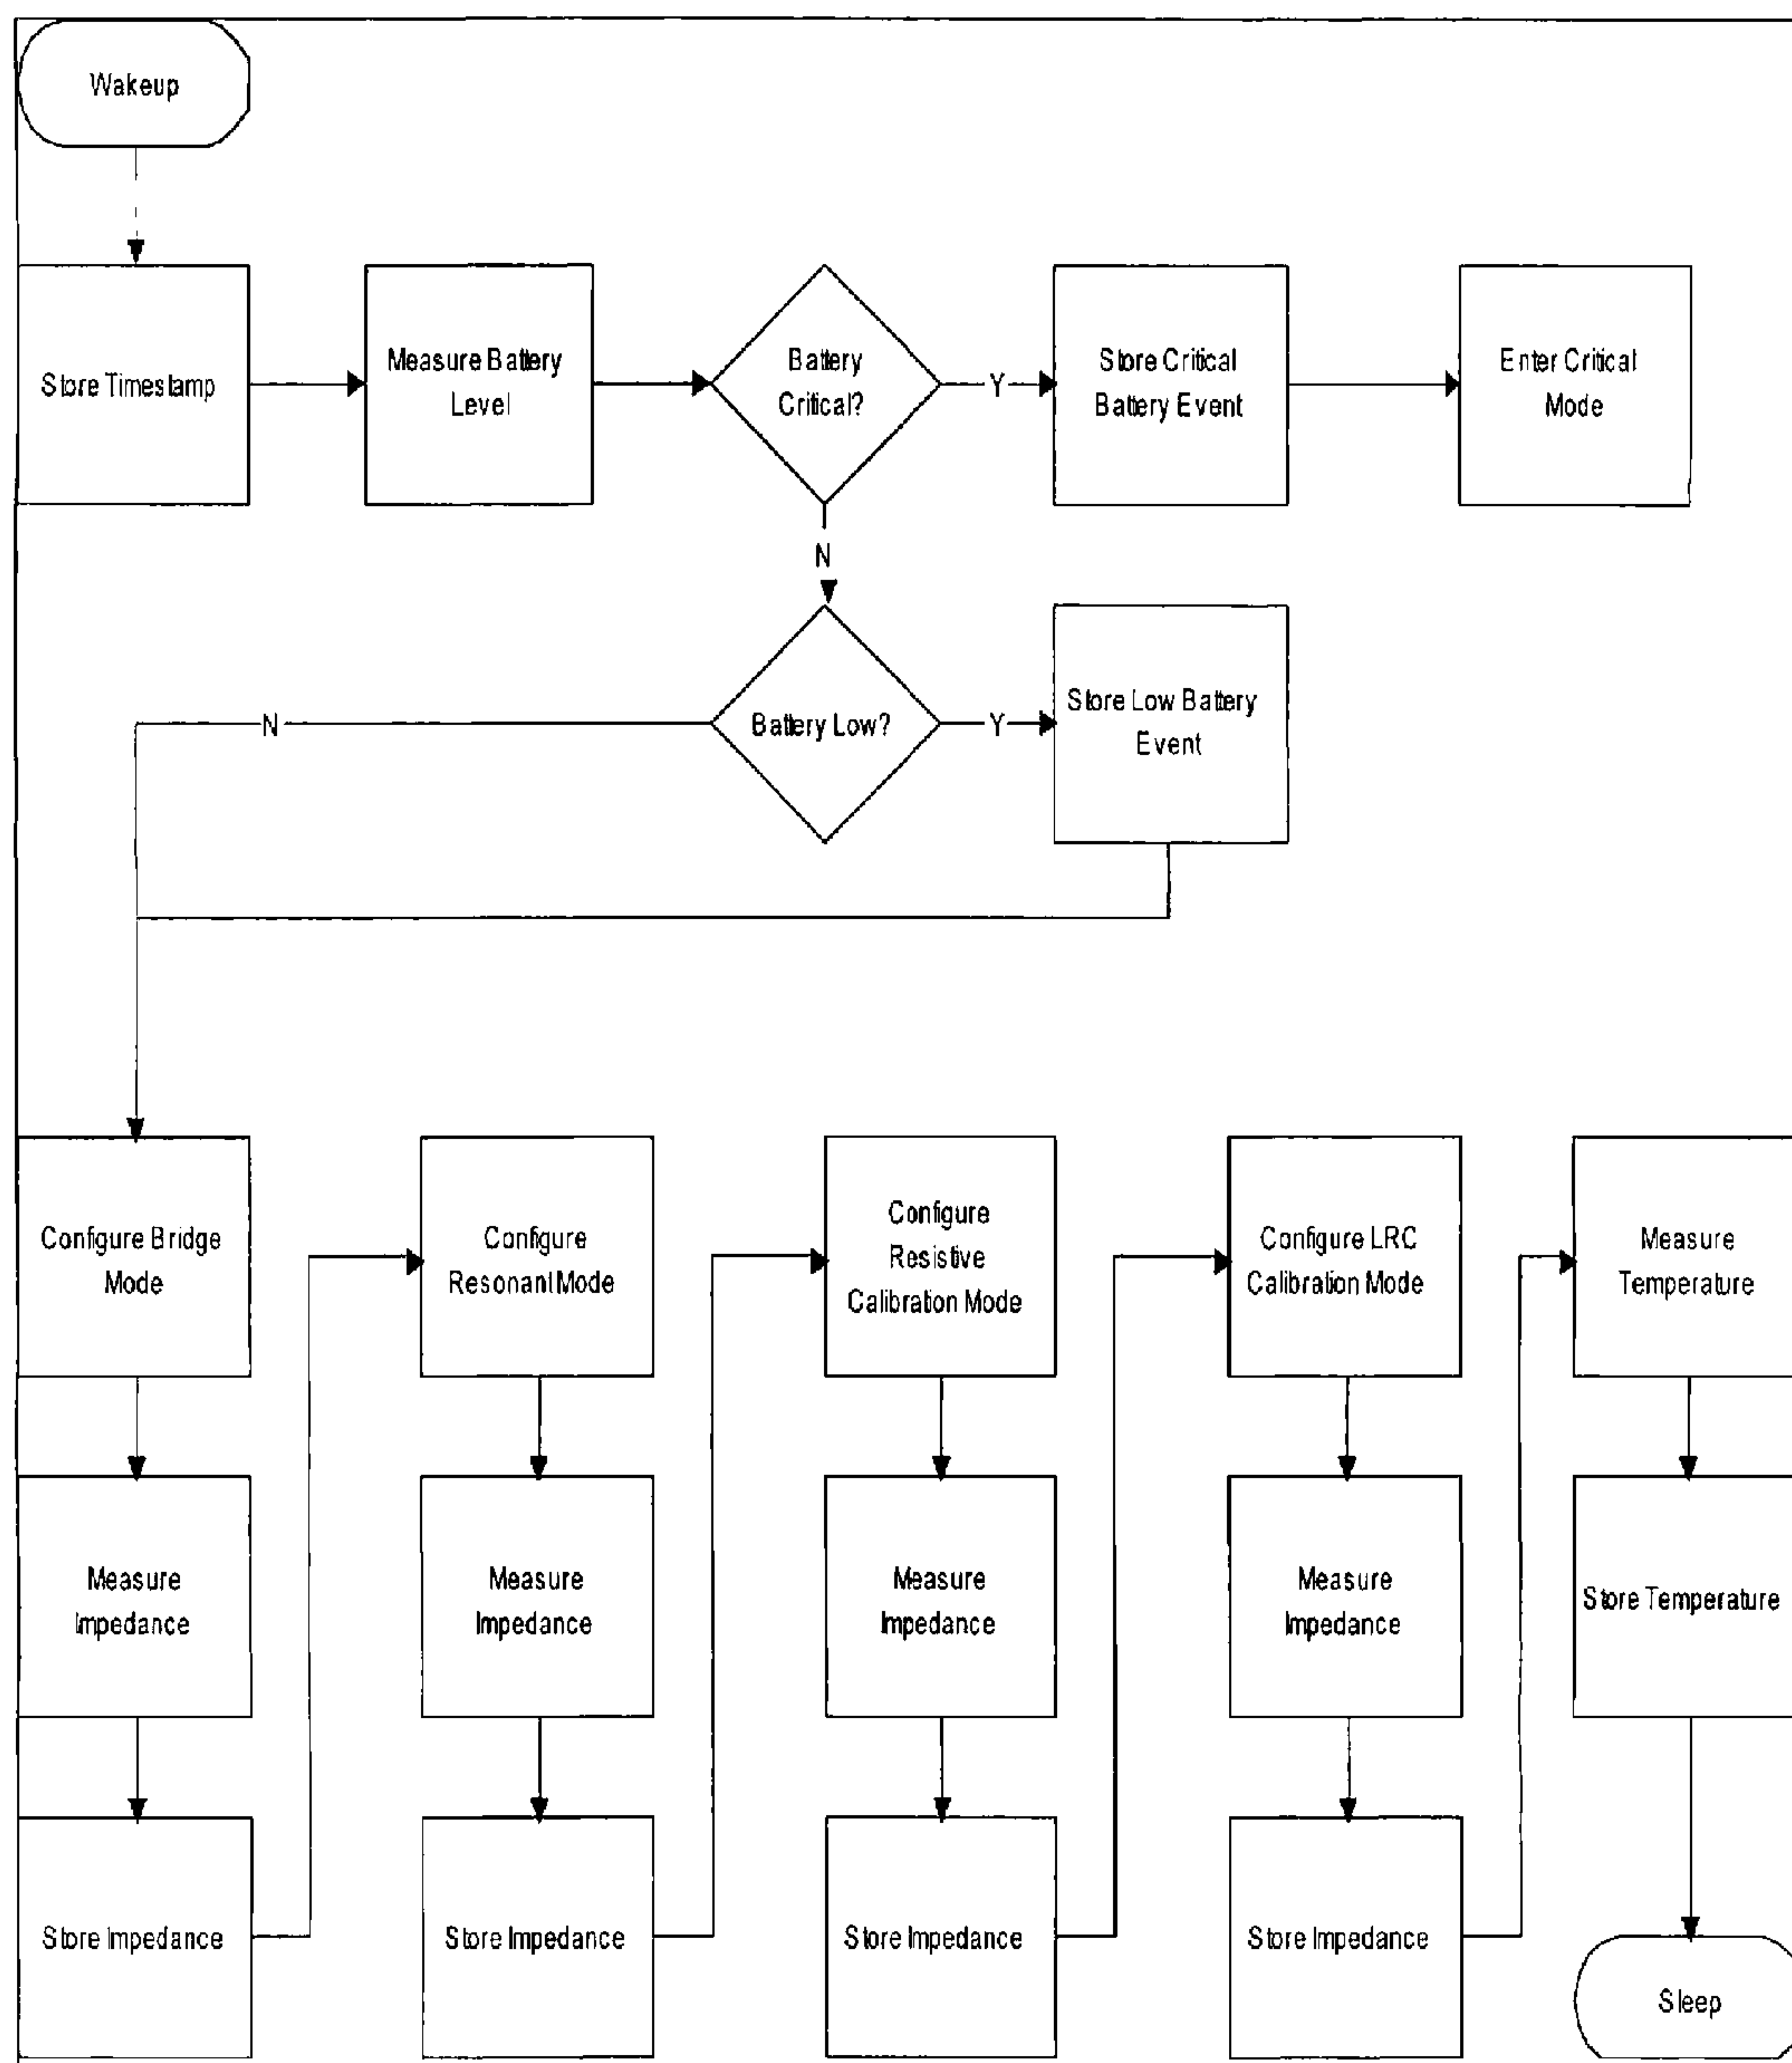 Wakeup
Store Timestamp
Measure Battery
Level
Battery
Critical?
Y
Store Critical
Battery Event
Enter Critical
Mode
N
N
Battery Low?
Y
Store Low Battery
Event
Configure Bridge
Mode
Configure
Resonant Mode
Configure
Resistive
Calibration Mode
Configure LRC
Calibration Mode
Measure
Temperature
Measure
Impedance
Measure
Impedance
Measure
Impedance
Measure
Impedance
Store Temperature
Store Impedance
Store Impedance
Store Impedance
Store Impedance
Sleep